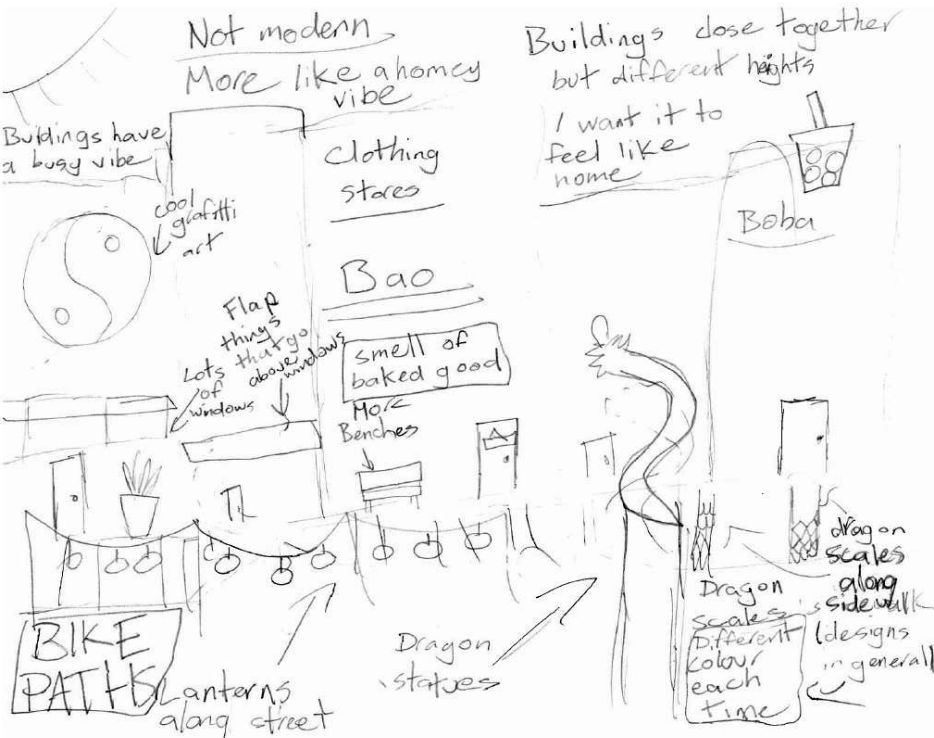 Not modern
More like a homey
vibe
Buildings close together
but different heights
I want it to
feel like
home
Buildings have
a busy vibe
cool
grafitti
art
Clothing
stores
Boba
Bao
Flap
things
that go
above
windows
Lots
of
windows
smell of
baked good
More
Benches
BIKE
PATHS
Lanterns
along street
Dragon
statues
Dragon
scales
Different
colour
each
time
dragon
scales
along
sidewalk
(designs
in general)